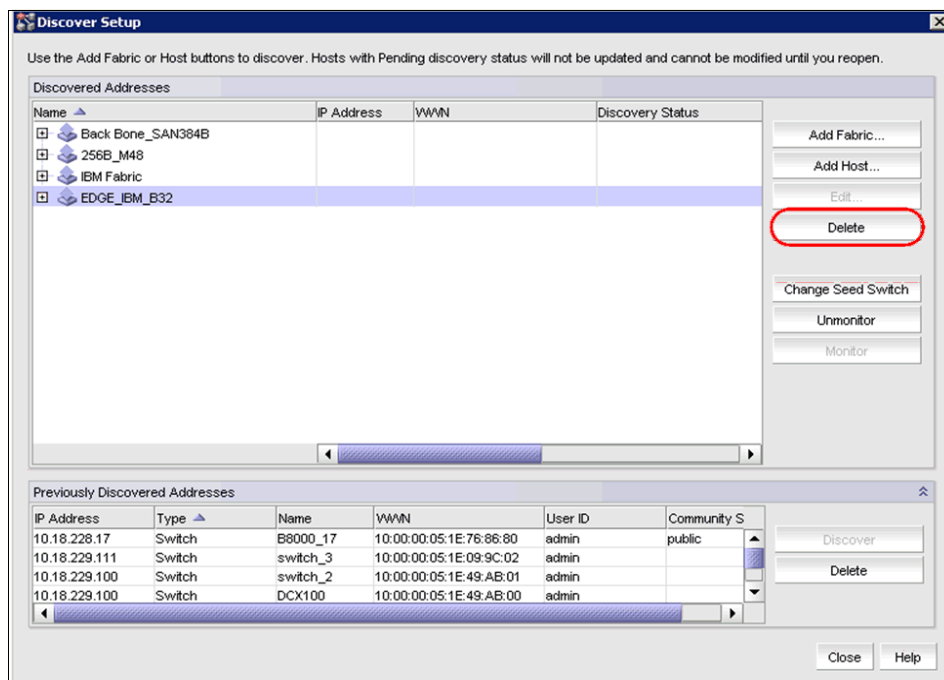 Discover Setup
Use the Add Fabric or Host buttons to discover. Hosts with Pending discovery status will not be updated and cannot be modified until you reopen.
Discovered Addresses
Name IP Address WWN Discovery Status
Back Bone_SAN384B
256B_M48
IBM Fabric
EDGE_IBM_B32
Add Fabric...
Add Host...
Edit...
Delete
Change Seed Switch
Unmonitor
Monitor
Previously Discovered Addresses
IP Address Type Name WWN User ID Community S
10.18.228.17 Switch B8000_17 10:00:00:05:1E:76:86:80 admin public
10.18.229.111 Switch switch_3 10:00:00:05:1E:09:9C:02 admin
10.18.229.100 Switch switch_2 10:00:00:05:1E:49:AB:01 admin
10.18.229.100 Switch DCX100 10:00:00:05:1E:49:AB:00 admin
Discover
Delete
Close Help